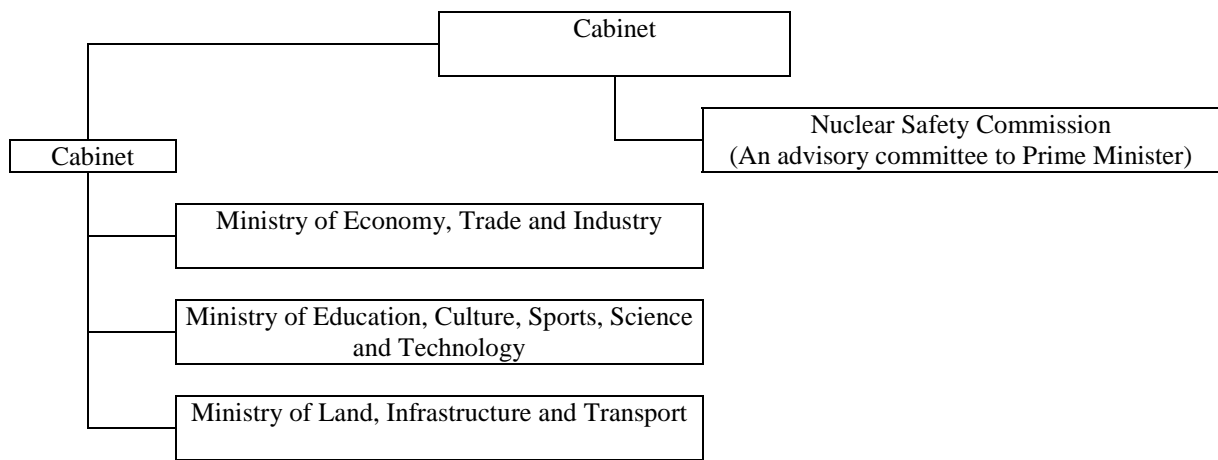 Cabinet
Nuclear Safety Commission
(An advisory committee to Prime Minister)
Cabinet
Ministry of Economy, Trade and Industry
Ministry of Education, Culture, Sports, Science
and Technology
Ministry of Land, Infrastructure and Transport